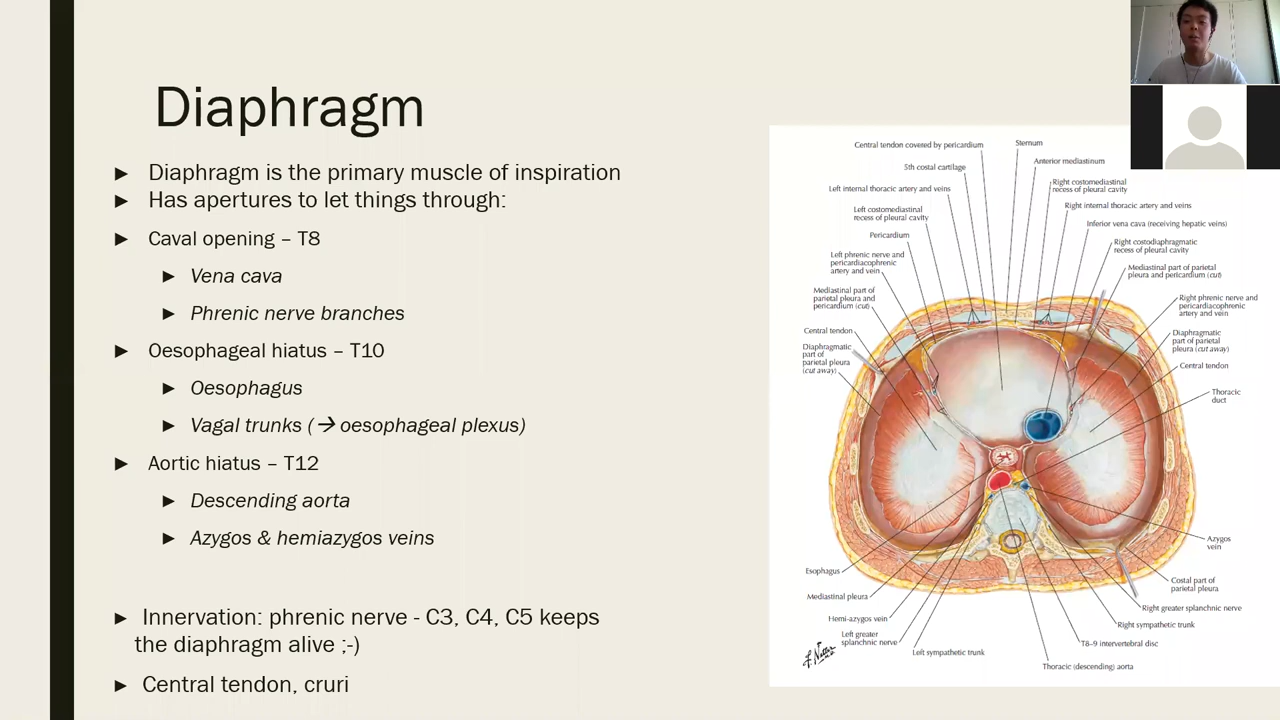 Diaphragm
► Diaphragm is the primary muscle of inspiration
► Has apertures to let things through:
► Caval opening – T8
► Vena cava
► Phrenic nerve branches
► Oesophageal hiatus – T10
► Oesophagus
► Vagal trunks (→ oesophageal plexus)
► Aortic hiatus – T12
► Descending aorta
► Azygos & hemiazygos veins
► Innervation: phrenic nerve - C3, C4, C5 keeps
the diaphragm alive ;-)
► Central tendon, cruri
Central tendon covered by pericardium
5th costal cartilage
Left internal thoracic artery and veins
Left costomediastinal
recess of pleural cavity
Pericardium
Left phrenic nerve and
pericardiacophrenic
artery and vein
Mediastinal part of
parietal pleura and
pericardium (cut)
Central tendon
Diaphragmatic
part of
parietal pleura
(cut away)
Esophagus
Mediastinal pleura
Hemi-azygos vein
Left greater
splanchnic nerve
Left sympathetic trunk
Sternum
Anterior mediastinum
Right costomediastinal
recess of pleural cavity
Right internal thoracic artery and veins
Inferior vena cava (receiving hepatic veins)
Right costodiaphragmatic
recess of pleural cavity
Mediastinal part of parietal
pleura and pericardium (cut)
Right phrenic nerve and
pericardiacophrenic
artery and vein
Diaphragmatic
part of parietal
pleura (cut away)
Central tendon
Thoracic
duct
Azygos
vein
Costal part of
parietal pleura
Right greater splanchnic nerve
Right sympathetic trunk
T8–9 intervertebral disc
Thoracic (descending) aorta
F. Netter